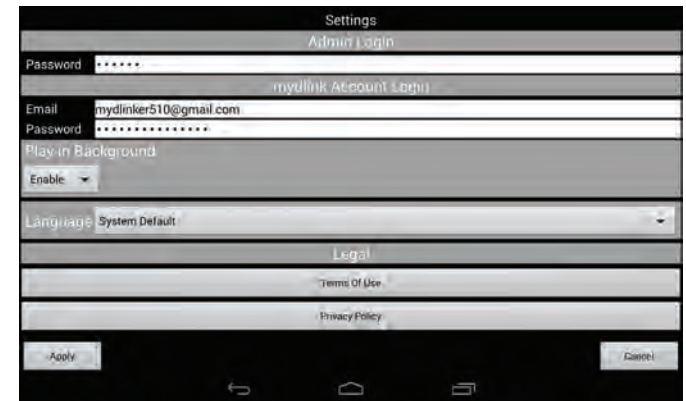 Settings
Admin Login
Password ••••••
mydlink Account Login
Email mydlinker510@gmail.com
Password •••••••••••••••
Play in Background
Enable
Language System Default
Legal
Terms Of Use
Privacy Policy
Apply Cancel